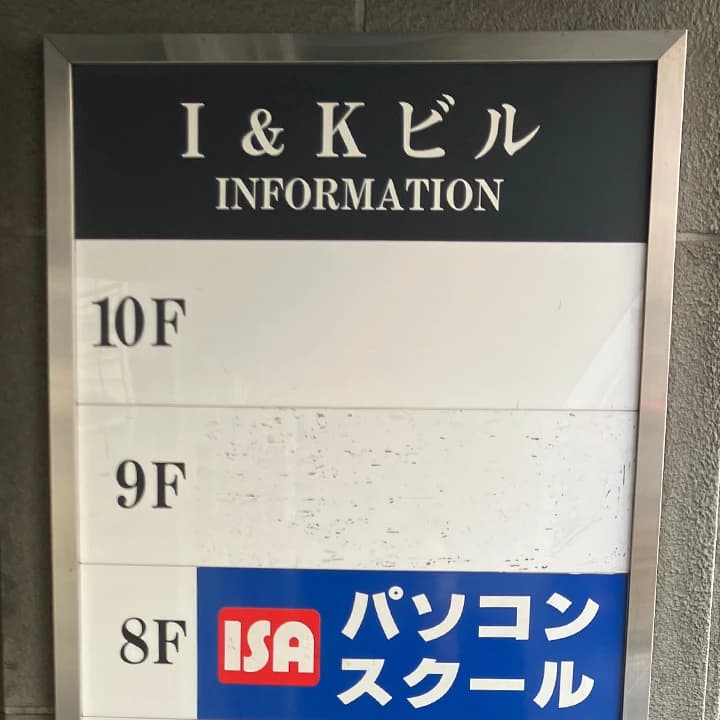 I & K ビル
INFORMATION
10F
9F
8F
ISA
パソコン
スクール